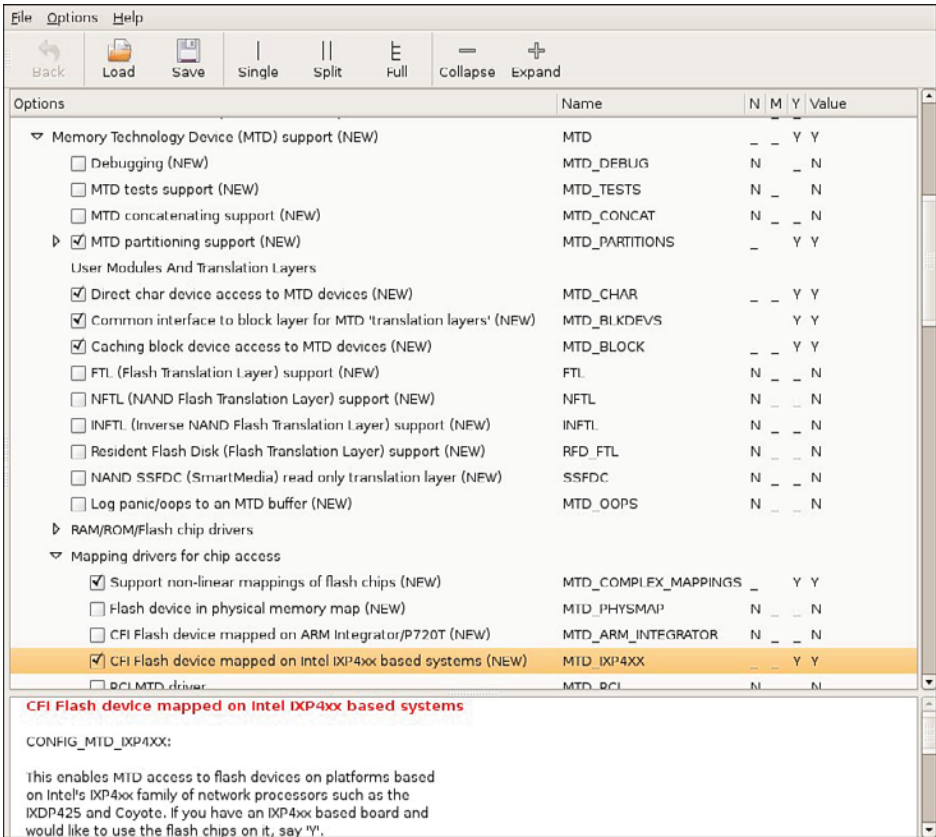 File Options Help
Back Load Save Single Split Full Collapse Expand
Options Name N M Y Value
Memory Technology Device (MTD) support (NEW) MTD _ _ Y Y
Debugging (NEW) MTD_DEBUG N _ N
MTD tests support (NEW) MTD_TESTS N _ N
MTD concatenating support (NEW) MTD_CONCAT N _ _ N
MTD partitioning support (NEW) MTD_PARTITIONS _ Y Y
User Modules And Translation Layers
Direct char device access to MTD devices (NEW) MTD_CHAR _ _ Y Y
Common interface to block layer for MTD 'translation layers' (NEW) MTD_BLKDEVS Y Y
Caching block device access to MTD devices (NEW) MTD_BLOCK _ _ Y Y
FTL (Flash Translation Layer) support (NEW) FTL N _ _ N
NFTL (NAND Flash Translation Layer) support (NEW) NFTL N _ _ N
INFTL (Inverse NAND Flash Translation Layer) support (NEW) INFTL N _ _ N
Resident Flash Disk (Flash Translation Layer) support (NEW) RFD_FTL N _ _ N
NAND SSFDC (SmartMedia) read only translation layer (NEW) SSFDC N _ _ N
Log panic/oops to an MTD buffer (NEW) MTD_OOPS N _ _ N
RAM/ROM/Flash chip drivers
Mapping drivers for chip access
Support non-linear mappings of flash chips (NEW) MTD_COMPLEX_MAPPINGS _ Y Y
Flash device in physical memory map (NEW) MTD_PHYSMAP N _ _ N
CFI Flash device mapped on ARM Integrator/P720T (NEW) MTD_ARM_INTEGRATOR N _ _ N
CFI Flash device mapped on Intel IXP4xx based systems (NEW) MTD_IXP4XX _ _ Y Y
PCI MTD driver MTD_PCI N N
CFI Flash device mapped on Intel IXP4xx based systems
CONFIG_MTD_IXP4XX:
This enables MTD access to flash devices on platforms based
on Intel's IXP4xx family of network processors such as the
IXDP425 and Coyote. If you have an IXP4xx based board and
would like to use the flash chips on it, say 'Y'.